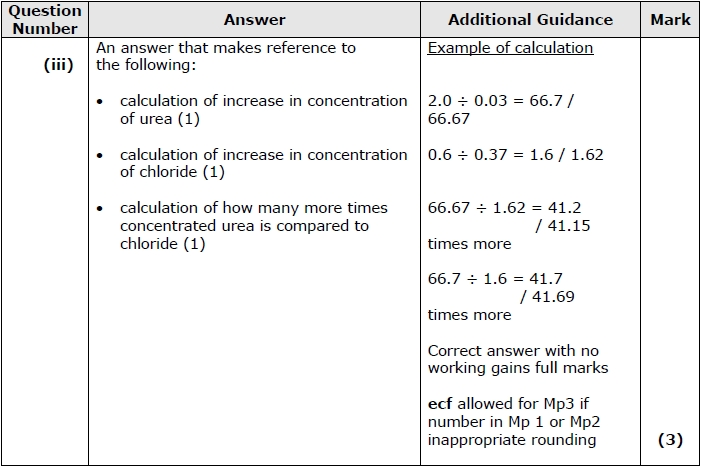 Question Number
Answer
Additional Guidance
Mark
(iii)
An answer that makes reference to
the following:
• calculation of increase in concentration
of urea (1)
• calculation of increase in concentration
of chloride (1)
• calculation of how many more times
concentrated urea is compared to
chloride (1)
Example of calculation
2.0 ÷ 0.03 = 66.7 /
66.67
0.6 ÷ 0.37 = 1.6 / 1.62
66.67 ÷ 1.62 = 41.2
/ 41.15
times more
66.7 ÷ 1.6 = 41.7
/ 41.69
times more
Correct answer with no
working gains full marks
ecf allowed for Mp3 if
number in Mp 1 or Mp2
inappropriate rounding
(3)